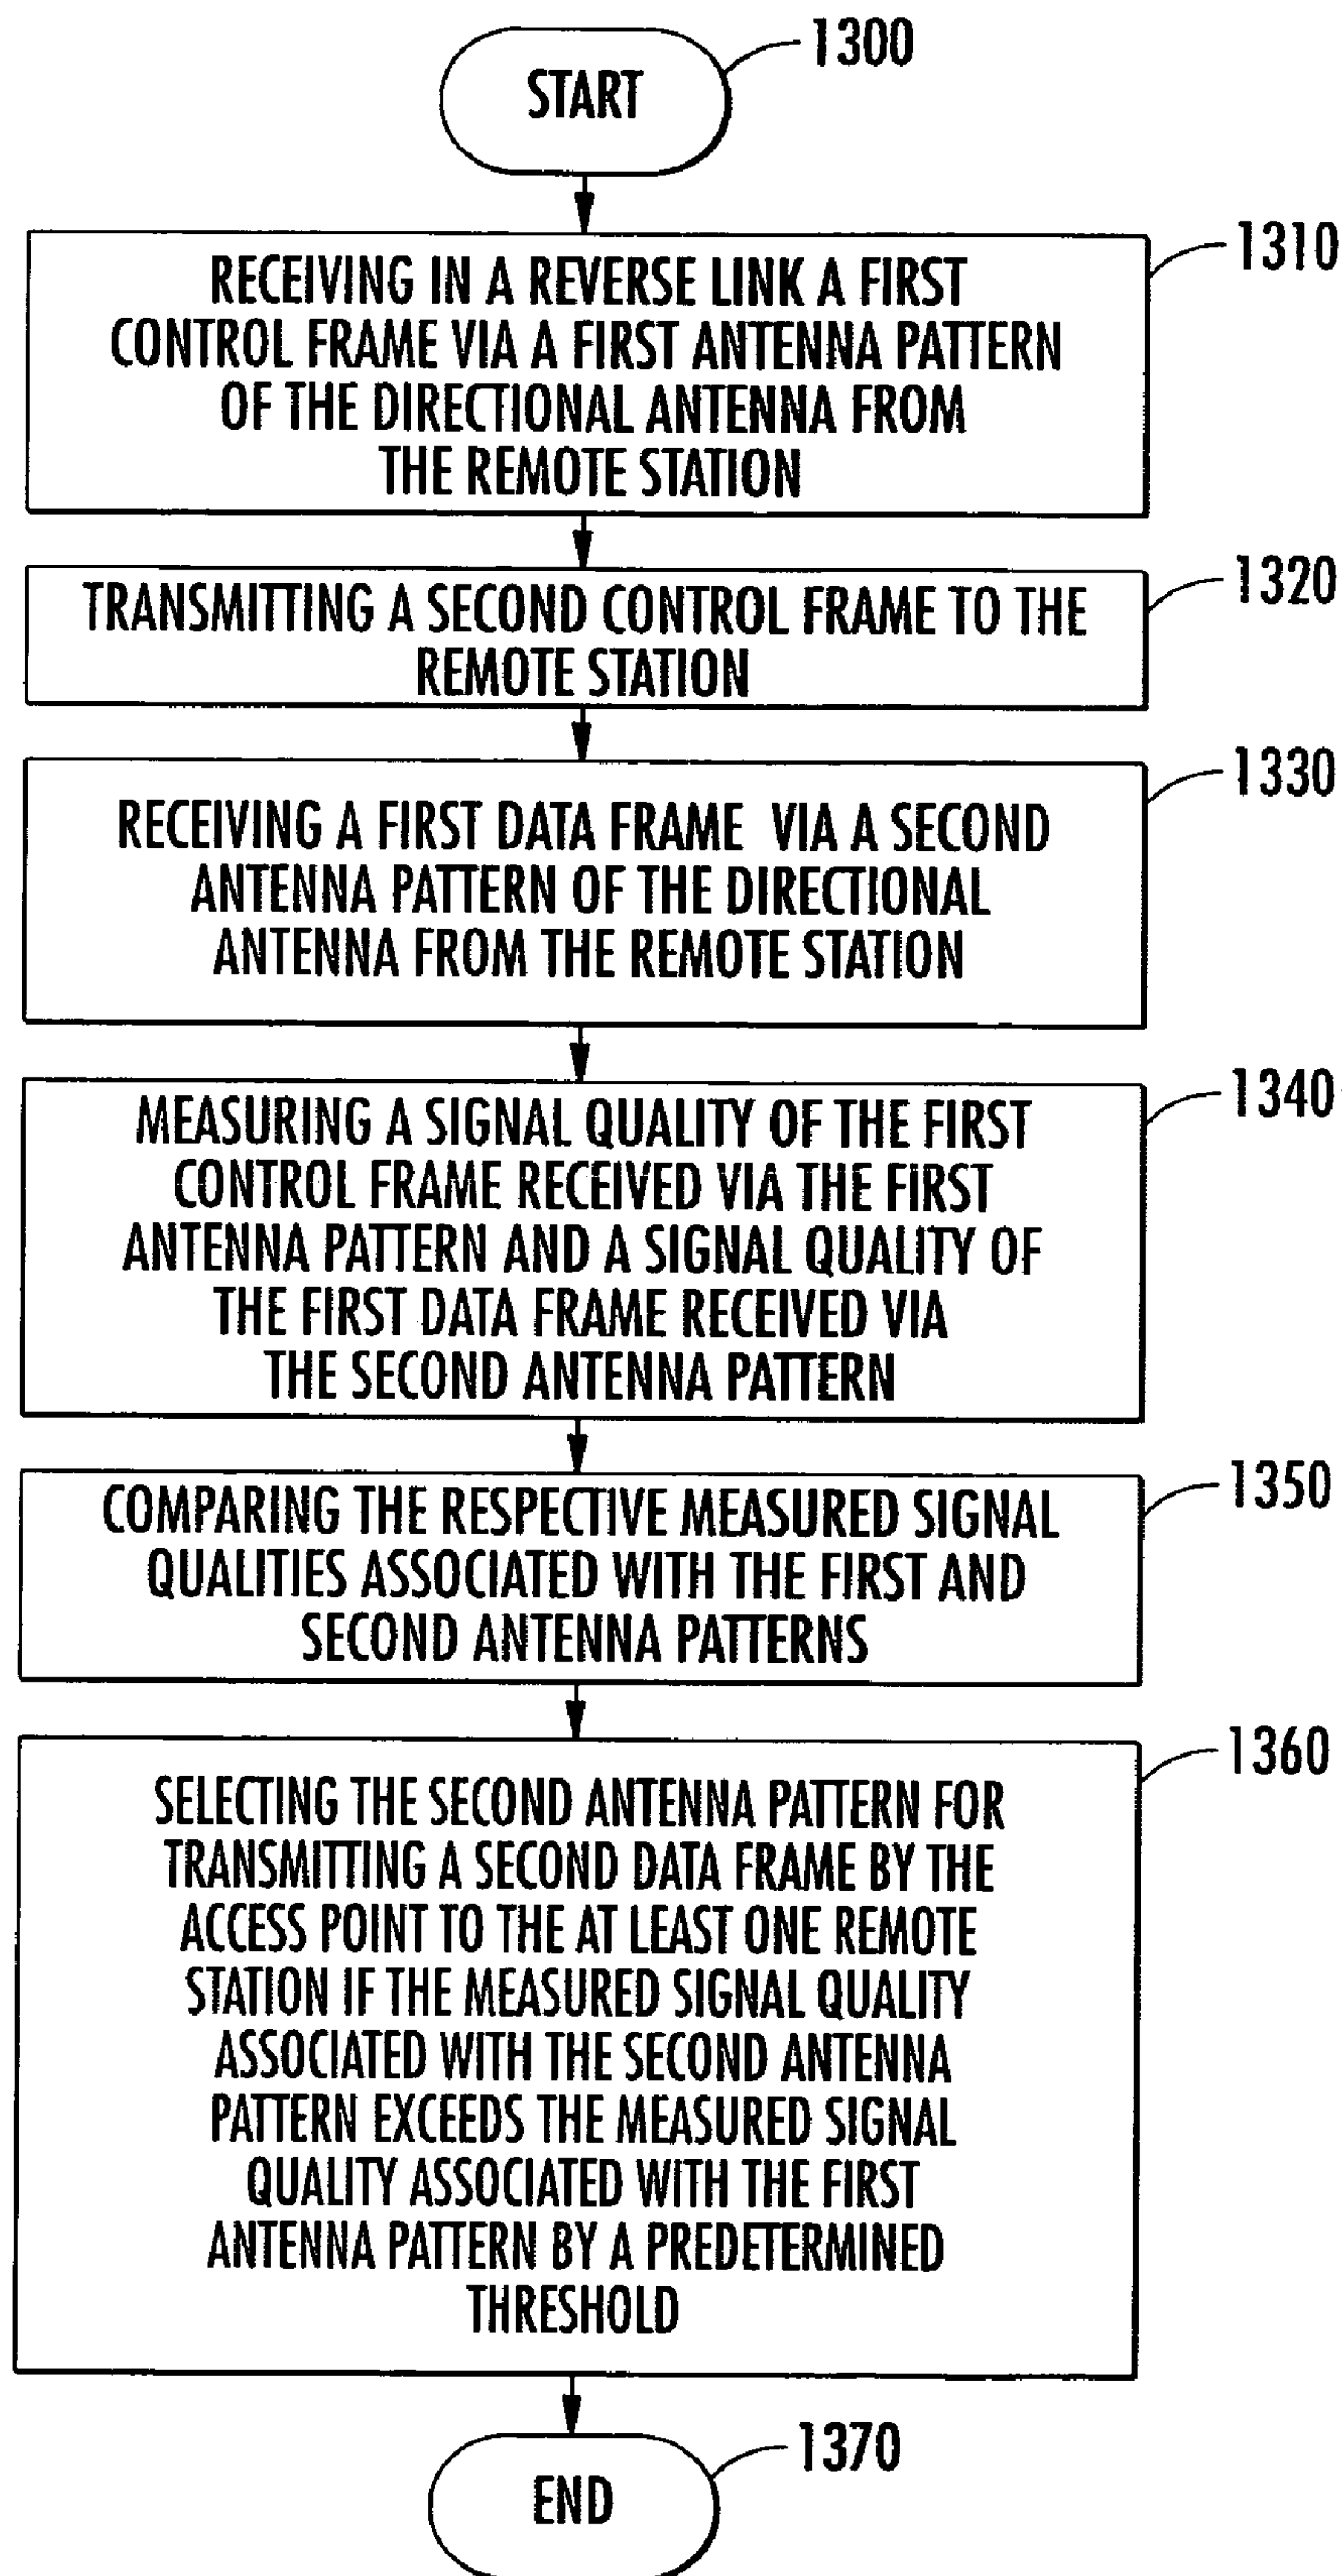 START
1300
RECEIVING IN A REVERSE LINK A FIRST
CONTROL FRAME VIA A FIRST ANTENNA PATTERN
OF THE DIRECTIONAL ANTENNA FROM
THE REMOTE STATION
1310
TRANSMITTING A SECOND CONTROL FRAME TO THE
REMOTE STATION
1320
RECEIVING A FIRST DATA FRAME VIA A SECOND
ANTENNA PATTERN OF THE DIRECTIONAL
ANTENNA FROM THE REMOTE STATION
1330
MEASURING A SIGNAL QUALITY OF THE FIRST
CONTROL FRAME RECEIVED VIA THE FIRST
ANTENNA PATTERN AND A SIGNAL QUALITY OF
THE FIRST DATA FRAME RECEIVED VIA
THE SECOND ANTENNA PATTERN
1340
COMPARING THE RESPECTIVE MEASURED SIGNAL
QUALITIES ASSOCIATED WITH THE FIRST AND
SECOND ANTENNA PATTERNS
1350
SELECTING THE SECOND ANTENNA PATTERN FOR
TRANSMITTING A SECOND DATA FRAME BY THE
ACCESS POINT TO THE AT LEAST ONE REMOTE
STATION IF THE MEASURED SIGNAL QUALITY
ASSOCIATED WITH THE SECOND ANTENNA
PATTERN EXCEEDS THE MEASURED SIGNAL
QUALITY ASSOCIATED WITH THE FIRST
ANTENNA PATTERN BY A PREDETERMINED
THRESHOLD
1360
END
1370